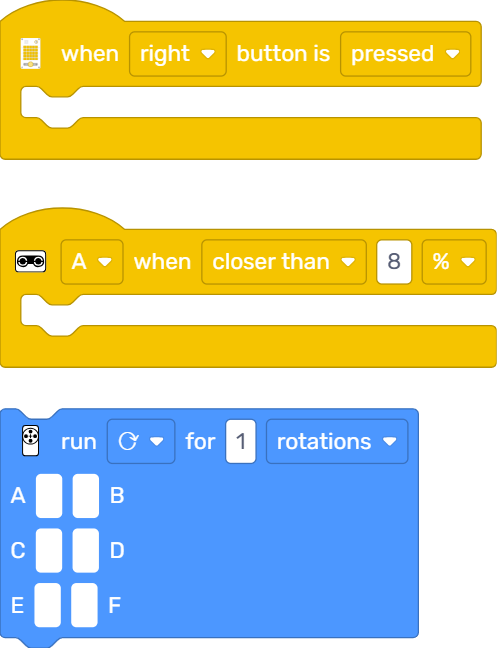 when right button is pressed
A when closer than 8 %
run for 1 rotations
A B
C D
E F